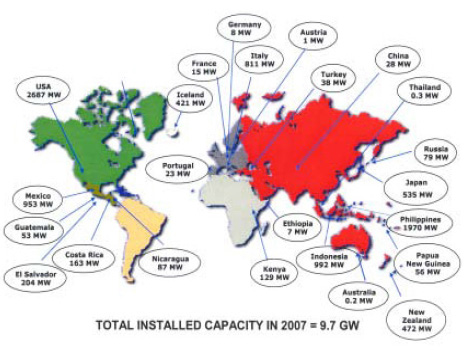 Germany
8 MW
Austria
1 MW
France
15 MW
Italy
811 MW
China
28 MW
USA
2687 MW
Iceland
421 MW
Turkey
38 MW
Thailand
0.3 MW
Portugal
23 MW
Russia
79 MW
Mexico
953 MW
Japan
535 MW
Guatemala
53 MW
Ethiopia
7 MW
Philippines
1970 MW
Costa Rica
163 MW
Nicaragua
87 MW
Indonesia
992 MW
Papua
New Guinea
56 MW
El Salvador
204 MW
Kenya
129 MW
Australia
0.2 MW
New
Zealand
472 MW
TOTAL INSTALLED CAPACITY IN 2007 = 9.7 GW